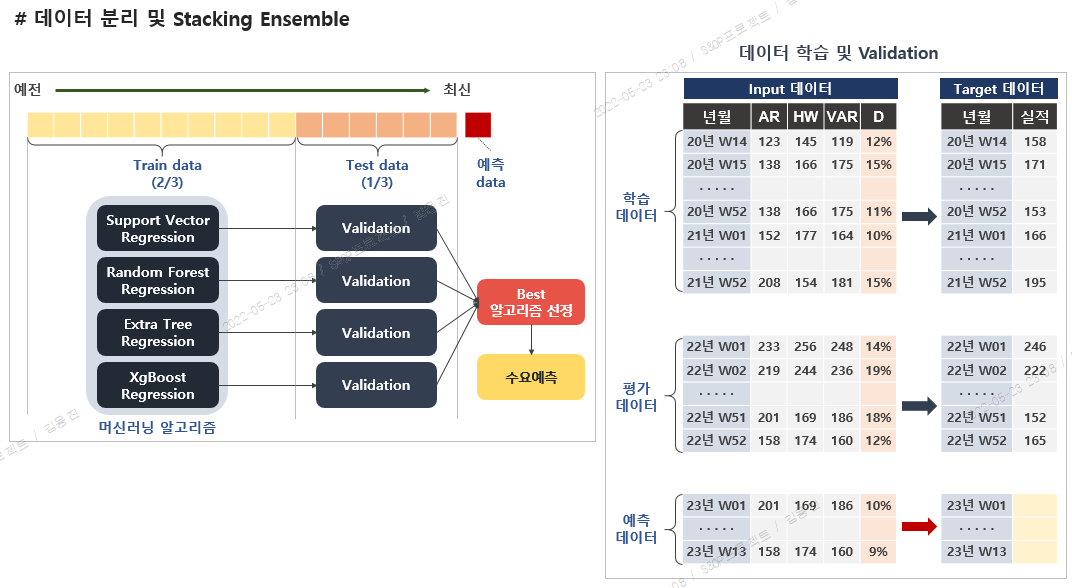 # 데이터 분리 및 Stacking Ensemble
예전
최신
Train data
(2/3)
Test data
(1/3)
예측
data
Support Vector
Regression
Random Forest
Regression
Extra Tree
Regression
XgBoost
Regression
Validation
Validation
Validation
Validation
Best
알고리즘 선정
수요예측
머신러닝 알고리즘
데이터 학습 및 Validation
Input 데이터
Target 데이터
년월 AR HW VAR D 년월 실적
학습
데이터
20년 W14 123 145 119 12% 20년 W14 158
20년 W15 138 166 175 15% 20년 W15 171
· · · · · · · · · ·
20년 W52 138 166 175 11% 20년 W52 153
21년 W01 152 177 164 10% 21년 W01 166
· · · · · · · · · ·
21년 W52 208 154 181 15% 21년 W52 195
평가
데이터
22년 W01 233 256 248 14% 22년 W01 246
22년 W02 219 244 236 19% 22년 W02 222
· · · · · · · · · ·
22년 W51 201 169 186 18% 22년 W51 152
22년 W52 158 174 160 12% 22년 W52 165
예측
데이터
23년 W01 201 169 186 10% 23년 W01
· · · · · · · · · ·
23년 W13 158 174 160 9% 23년 W13
2022-05-23 23:08 / S&OP프로젝트 /
2022-05-23 23:08 / S&OP프로젝트 / 김용진